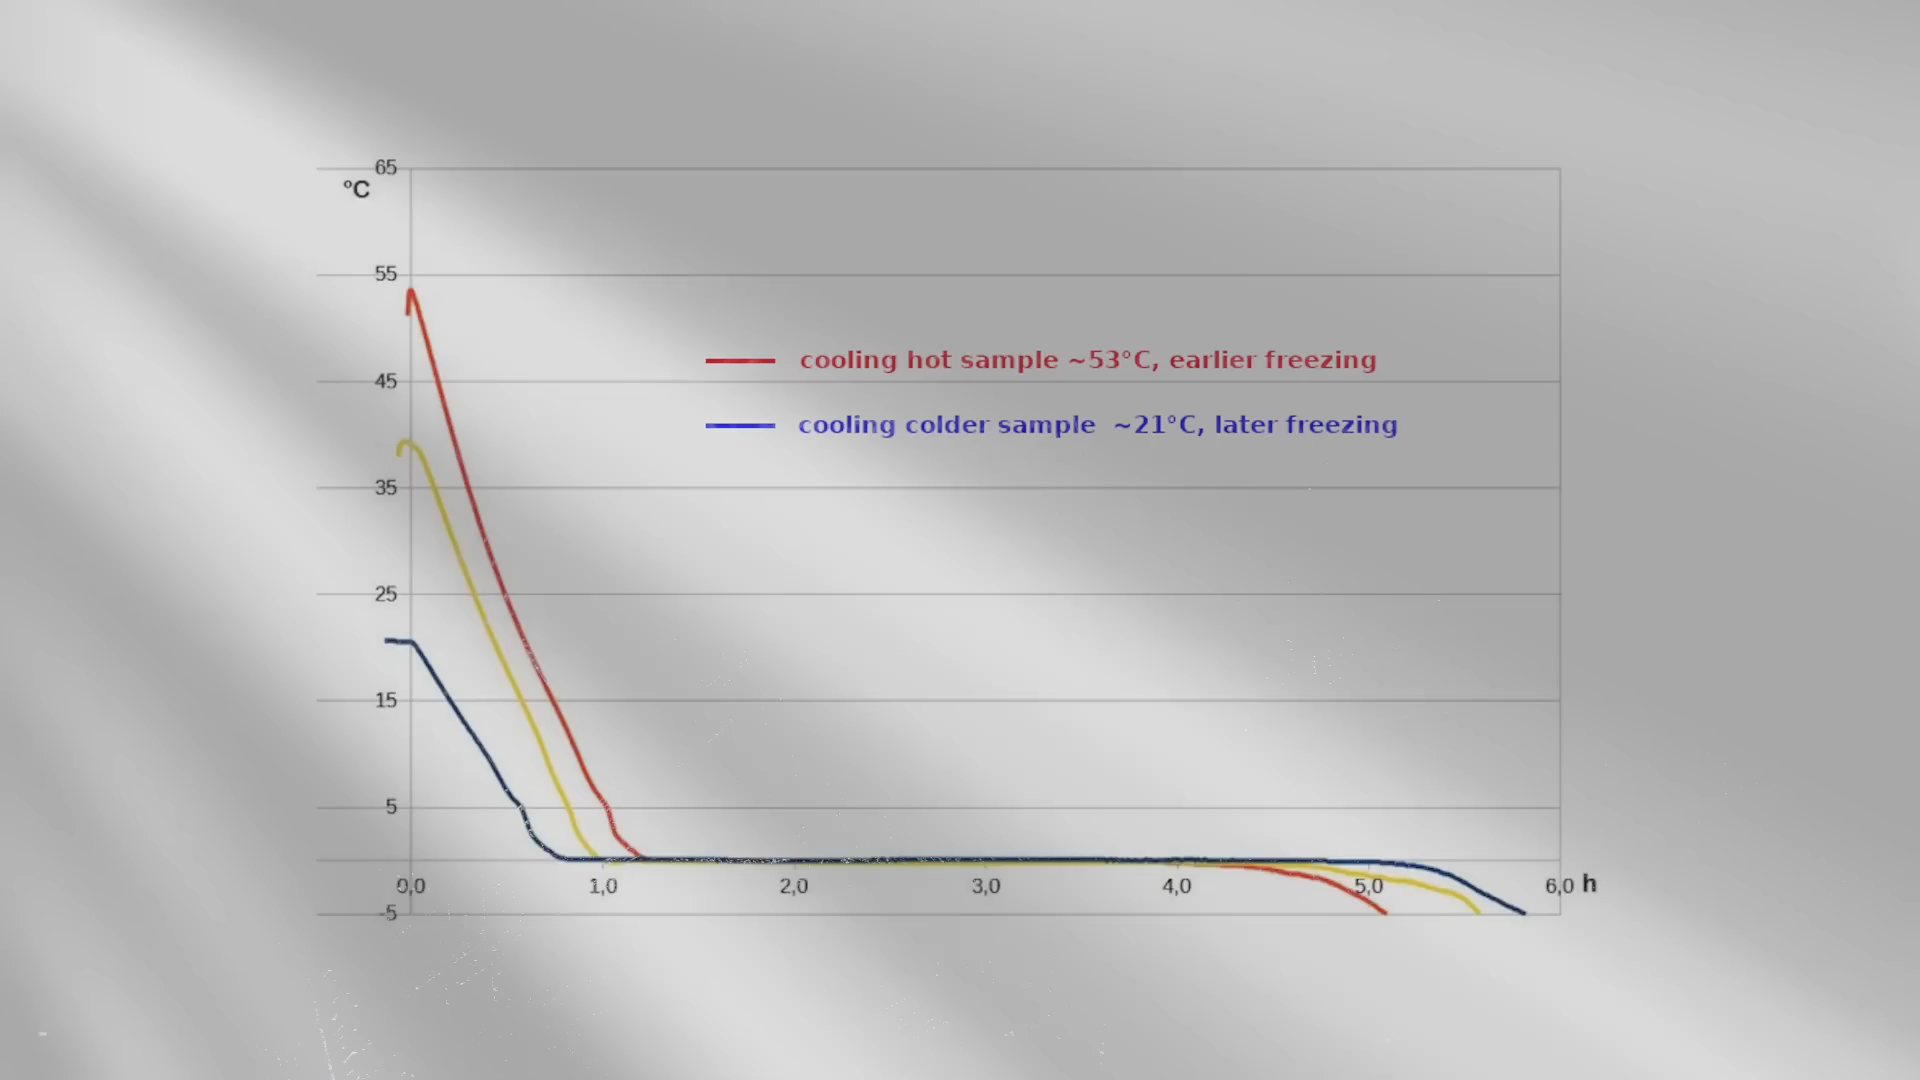 65
°C
55
cooling hot sample ~53°C, earlier freezing
45
cooling colder sample ~21°C, later freezing
35
25
15
5
0,0 1,0 2,0 3,0 4,0 5,0 6,0 h
-5